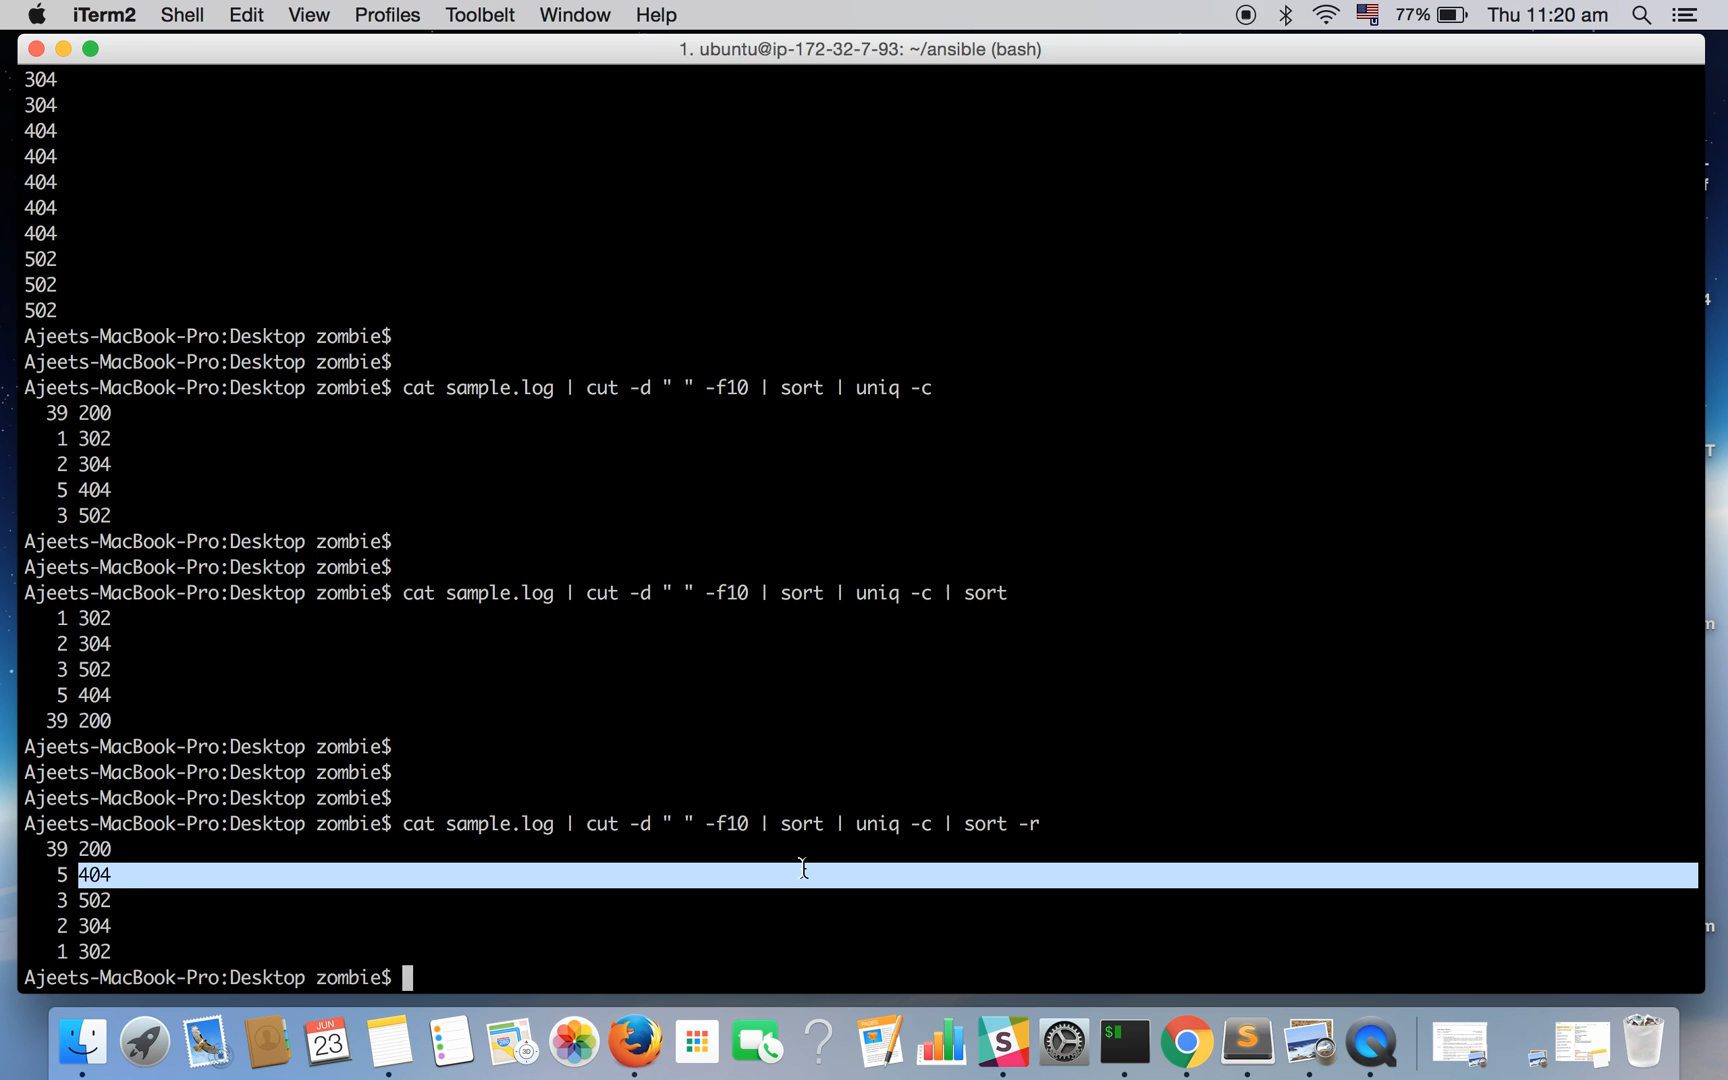 iTerm2 Shell Edit View Profiles Toolbelt Window Help 77% Thu 11:20 am
1. ubuntu@ip-172-32-7-93: ~/ansible (bash)
304
304
404
404
404
404
404
502
502
502
Ajeets-MacBook-Pro:Desktop zombie$
Ajeets-MacBook-Pro:Desktop zombie$
Ajeets-MacBook-Pro:Desktop zombie$ cat sample.log | cut -d " " -f10 | sort | uniq -c
39 200
1 302
2 304
5 404
3 502
Ajeets-MacBook-Pro:Desktop zombie$
Ajeets-MacBook-Pro:Desktop zombie$
Ajeets-MacBook-Pro:Desktop zombie$ cat sample.log | cut -d " " -f10 | sort | uniq -c | sort
1 302
2 304
3 502
5 404
39 200
Ajeets-MacBook-Pro:Desktop zombie$
Ajeets-MacBook-Pro:Desktop zombie$
Ajeets-MacBook-Pro:Desktop zombie$
Ajeets-MacBook-Pro:Desktop zombie$ cat sample.log | cut -d " " -f10 | sort | uniq -c | sort -r
39 200
5 404
3 502
2 304
1 302
Ajeets-MacBook-Pro:Desktop zombie$
JUN
23
3D
PAGES
$
S
S